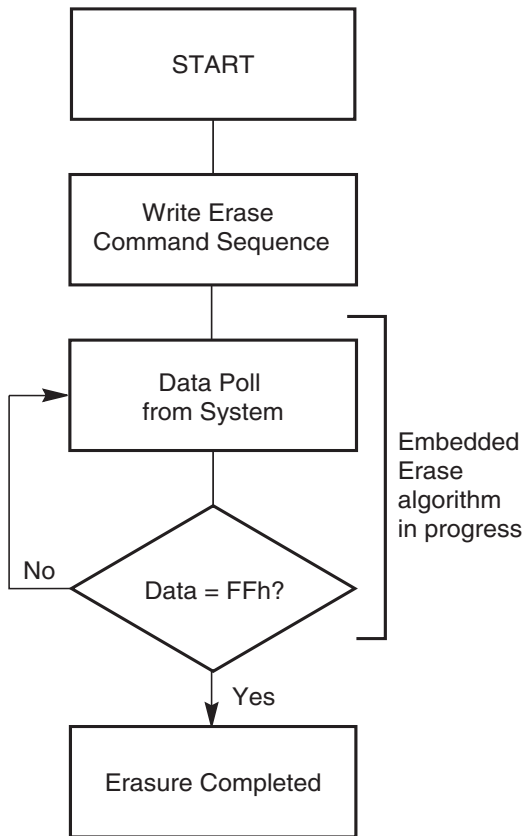 START
Write Erase
Command Sequence
Data Poll
from System
Embedded
Erase
algorithm
in progress
No
Data = FFh?
Yes
Erasure Completed